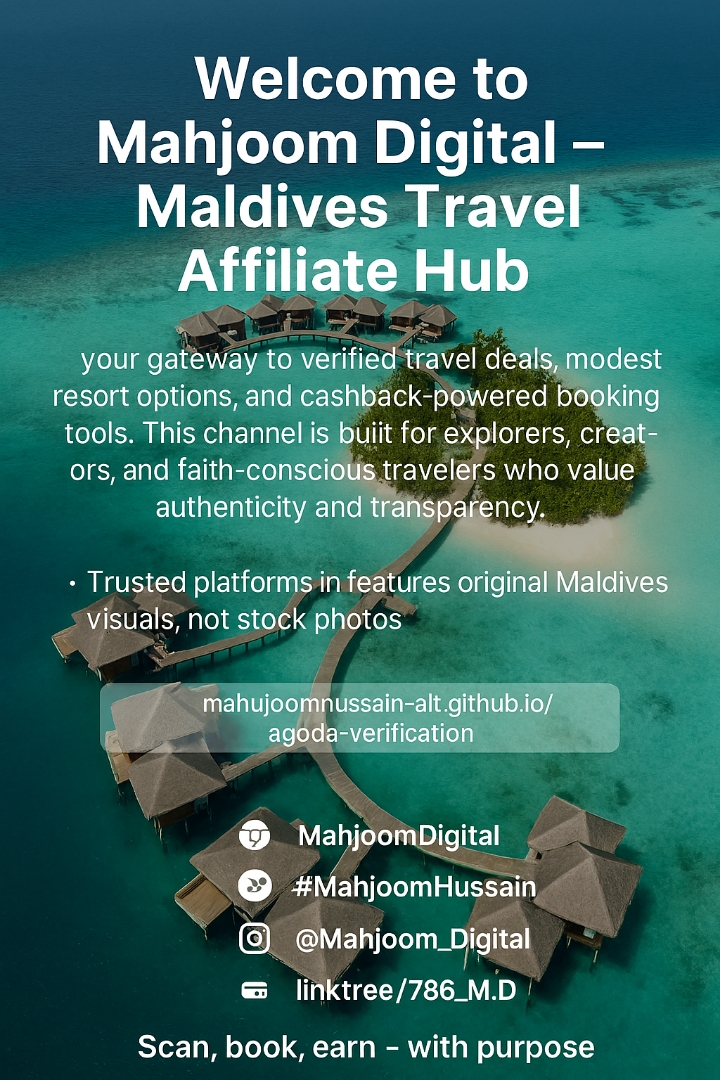 Welcome to
Mahjoom Digital –
Maldives Travel
Affiliate Hub
your gateway to verified travel deals, modest
resort options, and cashback-powered booking
tools. This channel is buiit for explorers, creat-
ors, and faith-conscious travelers who value
authenticity and transparency.
• Trusted platforms in features original Maldives
visuals, not stock photos
mahujoomnussain-alt.github.io/
agoda-verification
MahjoomDigital
#MahjoomHussain
@Mahjoom_Digital
linktree/786_M.D
Scan, book, earn – with purpose